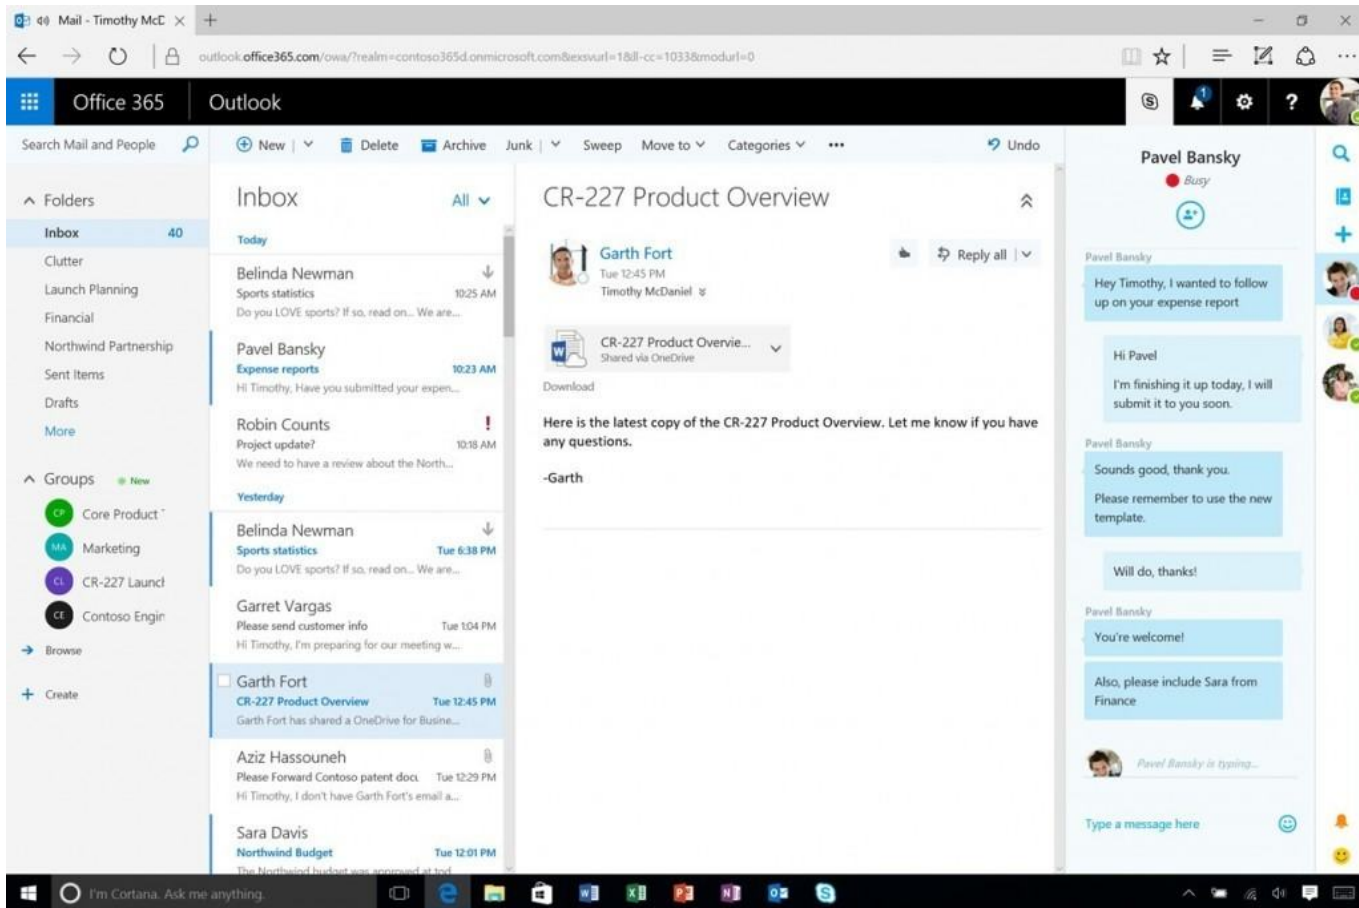 Mail - Timothy McD
outlook.office365.com/owa/?realm=contoso365d.onmicrosoft.com&exsvurl=1&ll-cc=1033&modurl=0
Office 365
Outlook
1
?
Search Mail and People
New
Delete
Archive
Junk
Sweep
Move to
Categories
Undo
Folders
Inbox 40
Clutter
Launch Planning
Financial
Northwind Partnership
Sent Items
Drafts
More
Groups
New
CP Core Product
MA Marketing
CL CR-227 Launch
CE Contoso Engin
Browse
Create
Inbox
All
Today
Belinda Newman
Sports statistics 10:25 AM
Do you LOVE sports? If so, read on... We are...
Pavel Bansky
Expense reports 10:23 AM
Hi Timothy, Have you submitted your expen...
Robin Counts
Project update? 10:18 AM
We need to have a review about the North...
Yesterday
Belinda Newman
Sports statistics Tue 6:38 PM
Do you LOVE sports? If so, read on... We are...
Garret Vargas
Please send customer info Tue 1:04 PM
Hi Timothy, I'm preparing for our meeting w...
Garth Fort
CR-227 Product Overview Tue 12:45 PM
Garth Fort has shared a OneDrive for Busine...
Aziz Hassouneh
Please Forward Contoso patent docu Tue 12:29 PM
Hi Timothy, I don't have Garth Fort's email a...
Sara Davis
Northwind Budget Tue 12:01 PM
The Northwind budget was approved at tod
CR-227 Product Overview
Garth Fort
Tue 12:45 PM
Timothy McDaniel
Reply all
CR-227 Product Overvie...
Shared via OneDrive
Download
Here is the latest copy of the CR-227 Product Overview. Let me know if you have
any questions.
-Garth
Pavel Bansky
Busy
Pavel Bansky
Hey Timothy, I wanted to follow
up on your expense report
Hi Pavel
I'm finishing it up today, I will
submit it to you soon.
Pavel Bansky
Sounds good, thank you.
Please remember to use the new
template.
Will do, thanks!
Pavel Bansky
You're welcome!
Also, please include Sara from
Finance
Pavel Bansky is typing...
Type a message here
I'm Cortana. Ask me anything.